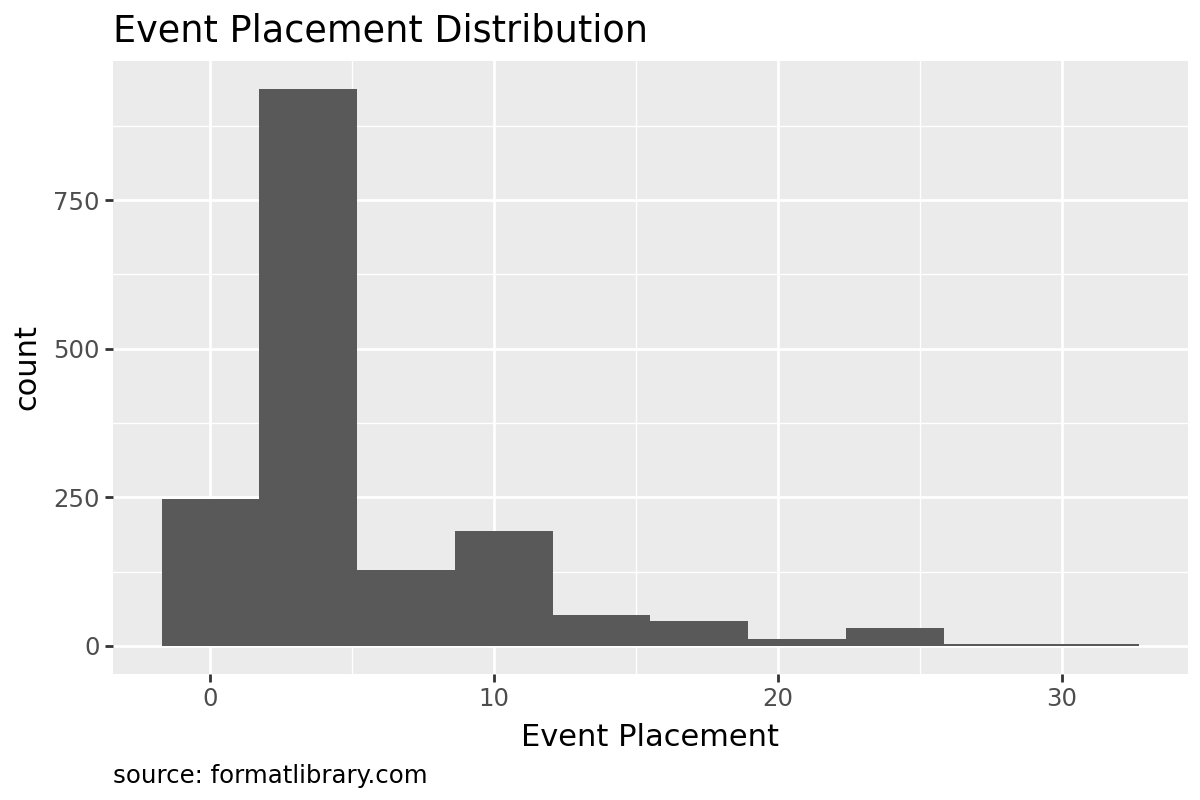 Event Placement Distribution
750
500
250
0
count
0 10 20 30
Event Placement
source: formatlibrary.com